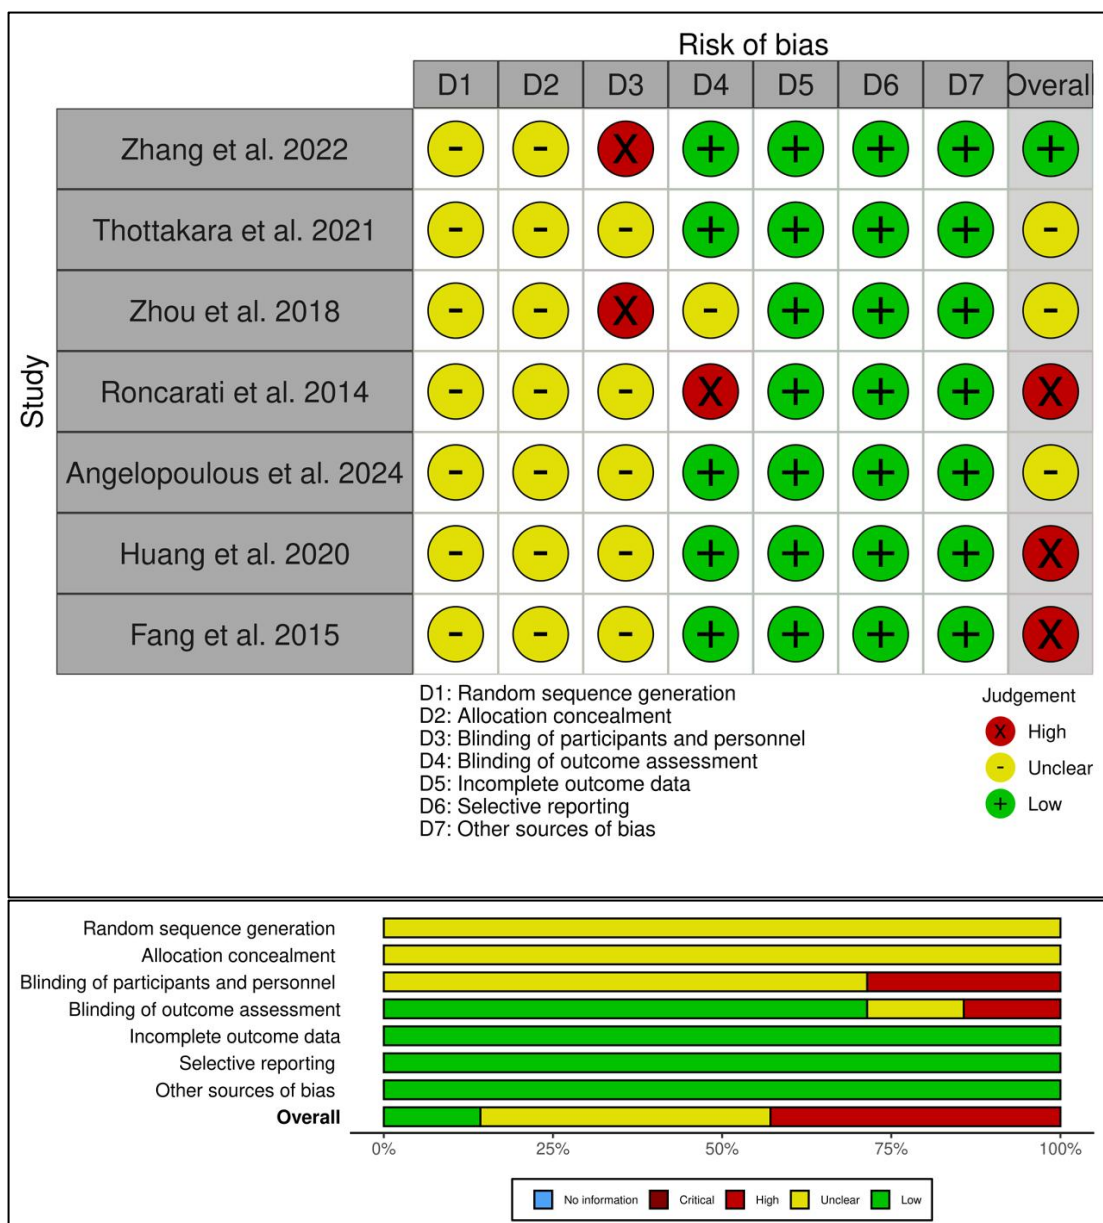 Risk of bias
D1 D2 D3 D4 D5 D6 D7 Overall
Study
Zhang et al. 2022 - - X + + + + +
Thottakara et al. 2021 - - - + + + + -
Zhou et al. 2018 - - X - + + + -
Roncarati et al. 2014 - - - X + + + X
Angelopoulous et al. 2024 - - - + + + + -
Huang et al. 2020 - - - + + + + X
Fang et al. 2015 - - - + + + + X
D1: Random sequence generation
D2: Allocation concealment
D3: Blinding of participants and personnel
D4: Blinding of outcome assessment
D5: Incomplete outcome data
D6: Selective reporting
D7: Other sources of bias
Judgement
X High
- Unclear
+ Low
Random sequence generation
Allocation concealment
Blinding of participants and personnel
Blinding of outcome assessment
Incomplete outcome data
Selective reporting
Other sources of bias
Overall
0% 25% 50% 75% 100%
No information Critical High Unclear Low